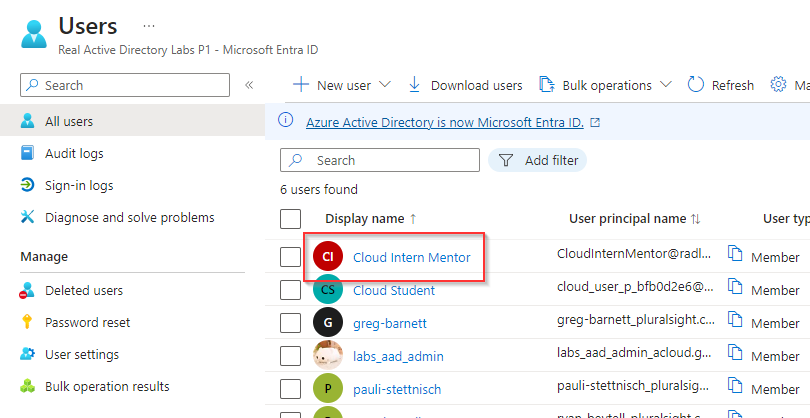 Users ...
Real Active Directory Labs P1 - Microsoft Entra ID
Search «
New user Download users Bulk operations Refresh Ma
All users
Audit logs
Sign-in logs
Diagnose and solve problems
Manage
Deleted users
Password reset
User settings
Bulk operation results
Azure Active Directory is now Microsoft Entra ID.
Search Add filter
6 users found
Display name ↑ User principal name ↑↓ User typ
CI Cloud Intern Mentor CloudInternMentor@radl... Member
CS Cloud Student cloud_user_p_bfb0d2e6@... Member
G greg-barnett greg-barnett_pluralsight.c... Member
labs_aad_admin labs_aad_admin_acloud.g... Member
P pauli-stettnisch pauli-stettnisch_pluralsig... Member